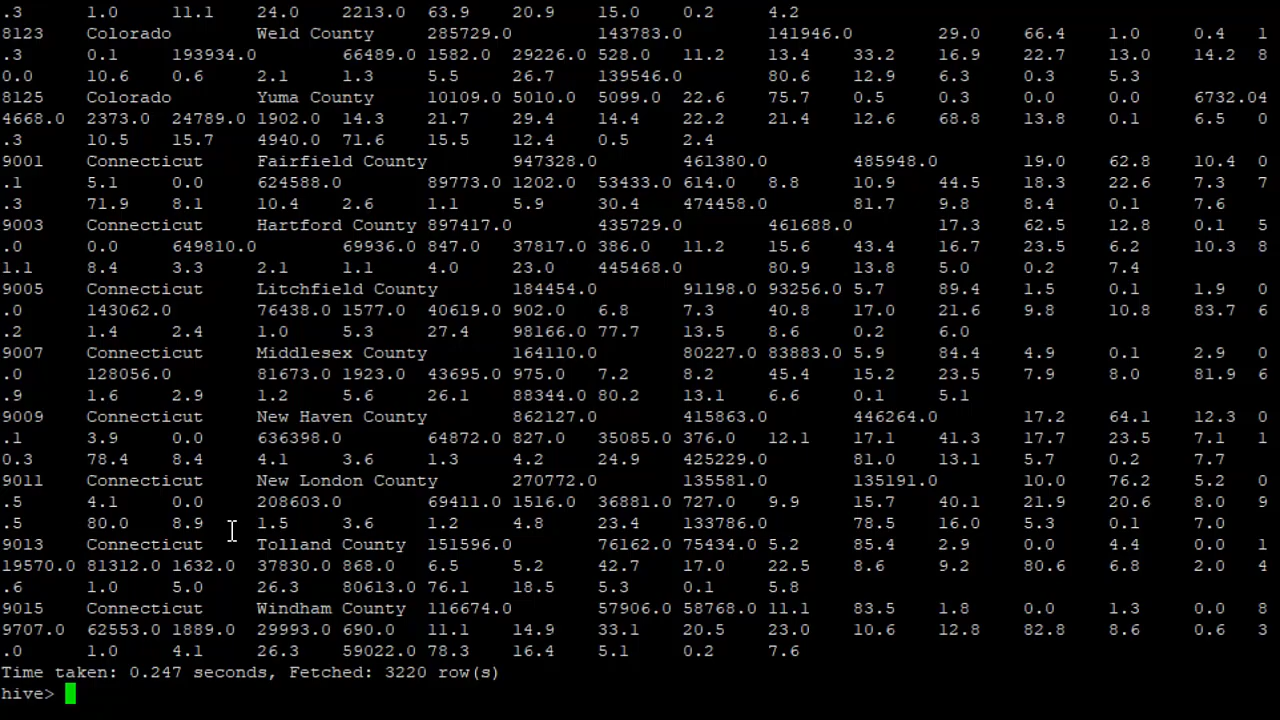 .3 1.0 11.1 24.0 2213.0 63.9 20.9 15.0 0.2 4.2
8123 Colorado Weld County 285729.0 143783.0 141946.0 29.0 66.4 1.0 0.4 1
.3 0.1 193934.0 66489.0 1582.0 29226.0 528.0 11.2 13.4 33.2 16.9 22.7 13.0 14.2 8
0.0 10.6 0.6 2.1 1.3 5.5 26.7 139546.0 80.6 12.9 6.3 0.3 5.3
8125 Colorado Yuma County 10109.0 5010.0 5099.0 22.6 75.7 0.5 0.3 0.0 0.0 6732.04
4668.0 2373.0 24789.0 1902.0 14.3 21.7 29.4 14.4 22.2 21.4 12.6 68.8 13.8 0.1 6.5 0
.3 10.5 15.7 4940.0 71.6 15.5 12.4 0.5 2.4
9001 Connecticut Fairfield County 947328.0 461380.0 485948.0 19.0 62.8 10.4 0
.1 5.1 0.0 624588.0 89773.0 1202.0 53433.0 614.0 8.8 10.9 44.5 18.3 22.6 7.3 7
.3 71.9 8.1 10.4 2.6 1.1 5.9 30.4 474458.0 81.7 9.8 8.4 0.1 7.6
9003 Connecticut Hartford County 897417.0 435729.0 461688.0 17.3 62.5 12.8 0.1 5
.0 0.0 649810.0 69936.0 847.0 37817.0 386.0 11.2 15.6 43.4 16.7 23.5 6.2 10.3 8
1.1 8.4 3.3 2.1 1.1 4.0 23.0 445468.0 80.9 13.8 5.0 0.2 7.4
9005 Connecticut Litchfield County 184454.0 91198.0 93256.0 5.7 89.4 1.5 0.1 1.9 0
.0 143062.0 76438.0 1577.0 40619.0 902.0 6.8 7.3 40.8 17.0 21.6 9.8 10.8 83.7 6
.2 1.4 2.4 1.0 5.3 27.4 98166.0 77.7 13.5 8.6 0.2 6.0
9007 Connecticut Middlesex County 164110.0 80227.0 83883.0 5.9 84.4 4.9 0.1 2.9 0
.0 128056.0 81673.0 1923.0 43695.0 975.0 7.2 8.2 45.4 15.2 23.5 7.9 8.0 81.9 6
.9 1.6 2.9 1.2 5.6 26.1 88344.0 80.2 13.1 6.6 0.1 5.1
9009 Connecticut New Haven County 862127.0 415863.0 446264.0 17.2 64.1 12.3 0
.1 3.9 0.0 636398.0 64872.0 827.0 35085.0 376.0 12.1 17.1 41.3 17.7 23.5 7.1 1
0.3 78.4 8.4 4.1 3.6 1.3 4.2 24.9 425229.0 81.0 13.1 5.7 0.2 7.7
9011 Connecticut New London County 270772.0 135581.0 135191.0 10.0 76.2 5.2 0
.5 4.1 0.0 208603.0 69411.0 1516.0 36881.0 727.0 9.9 15.7 40.1 21.9 20.6 8.0 9
.5 80.0 8.9 1.5 3.6 1.2 4.8 23.4 133786.0 78.5 16.0 5.3 0.1 7.0
9013 Connecticut Tolland County 151596.0 76162.0 75434.0 5.2 85.4 2.9 0.0 4.4 0.0 1
19570.0 81312.0 1632.0 37830.0 868.0 6.5 5.2 42.7 17.0 22.5 8.6 9.2 80.6 6.8 2.0 4
.6 1.0 5.0 26.3 80613.0 76.1 18.5 5.3 0.1 5.8
9015 Connecticut Windham County 116674.0 57906.0 58768.0 11.1 83.5 1.8 0.0 1.3 0.0 8
9707.0 62553.0 1889.0 29993.0 690.0 11.1 14.9 33.1 20.5 23.0 10.6 12.8 82.8 8.6 0.6 3
.0 1.0 4.1 26.3 59022.0 78.3 16.4 5.1 0.2 7.6
Time taken: 0.247 seconds, Fetched: 3220 row(s)
hive>